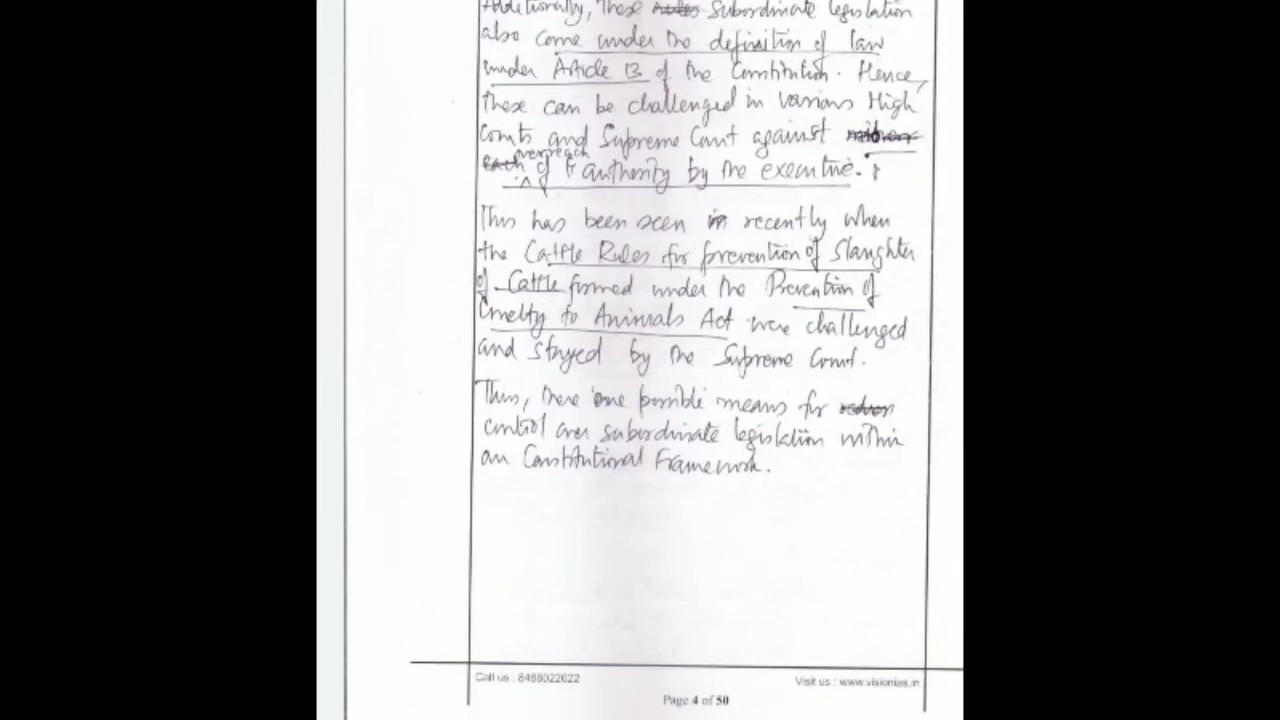 Additionally, these Rules Subordinate legislation
also come under the definition of law
under Article 13 of the Constitution. Hence,
these can be challenged in various High
Courts and Supreme Court against
each overreach of authority by the executive.
This has been seen in recently when
the Cattle Rules for prevention of Slaughter
of Cattle formed under the Prevention of
Cruelty to Animals Act were challenged
and stayed by the Supreme Court.
Thus, there are possible means for
control over subordinate legislation within
our Constitutional Framework.
Call us : 8468022022 Visit us : www.visionias.in
Page 4 of 50